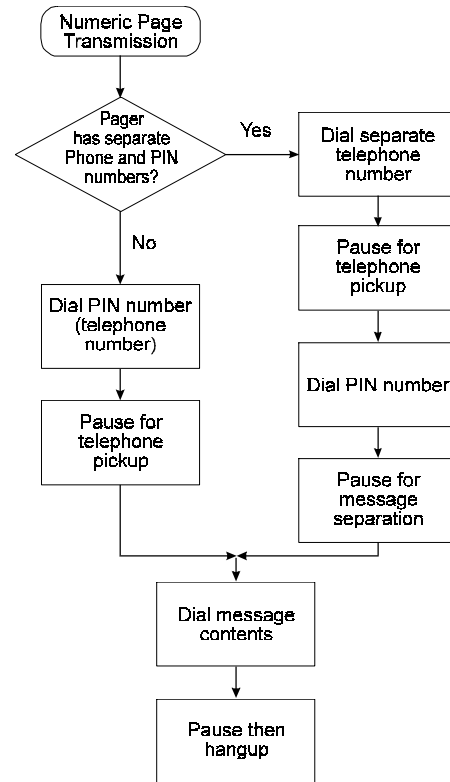 Numeric Page
Transmission
Pager
has separate
Phone and PIN
numbers?
Yes
Dial separate
telephone
number
Pause for
telephone
pickup
No
Dial PIN number
(telephone
number)
Dial PIN number
Pause for
telephone
pickup
Pause for
message
separation
Dial message
contents
Pause then
hangup